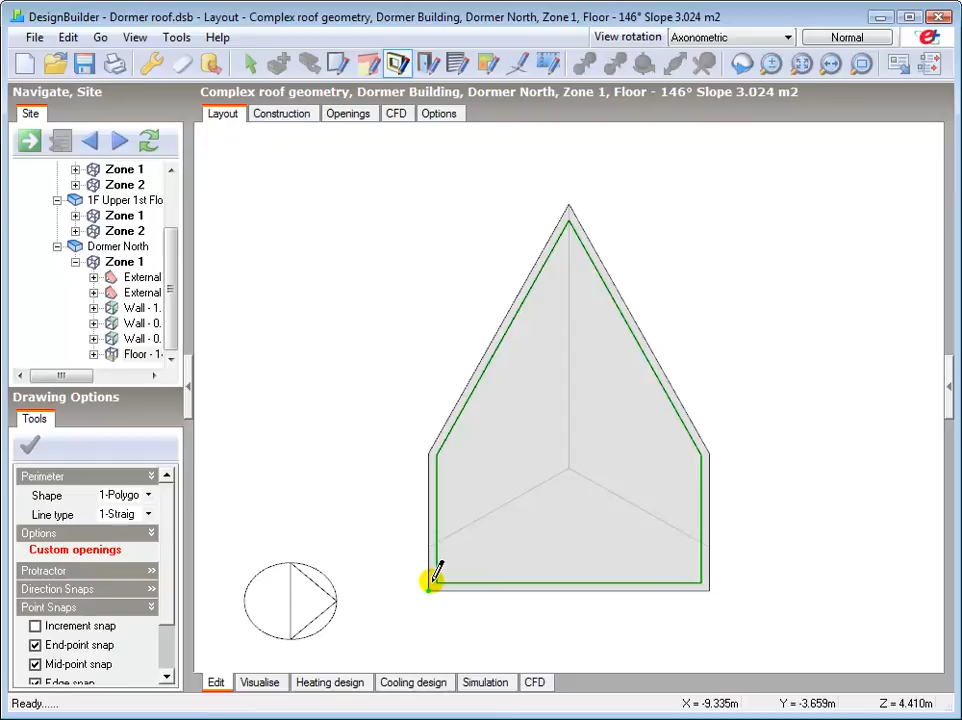 DesignBuilder - Dormer roof.dsb - Layout - Complex roof geometry, Dormer Building, Dormer North, Zone 1, Floor - 146° Slope 3.024 m2
File Edit Go View Tools Help
View rotation Axonometric Normal
Navigate, Site
Complex roof geometry, Dormer Building, Dormer North, Zone 1, Floor - 146° Slope 3.024 m2
Site
Layout Construction Openings CFD Options
Zone 1
Zone 2
1F Upper 1st Flo
Zone 1
Zone 2
Dormer North
Zone 1
External
External
Wall - 1.
Wall - 0.
Wall - 0.
Floor - 1
Drawing Options
Tools
Perimeter
Shape 1-Polygo
Line type 1-Straig
Options
Custom openings
Protractor
Direction Snaps
Point Snaps
Increment snap
End-point snap
Mid-point snap
Edge snap
Edit Visualise Heating design Cooling design Simulation CFD
Ready...... X = -9.335m Y = -3.659m Z = 4.410m